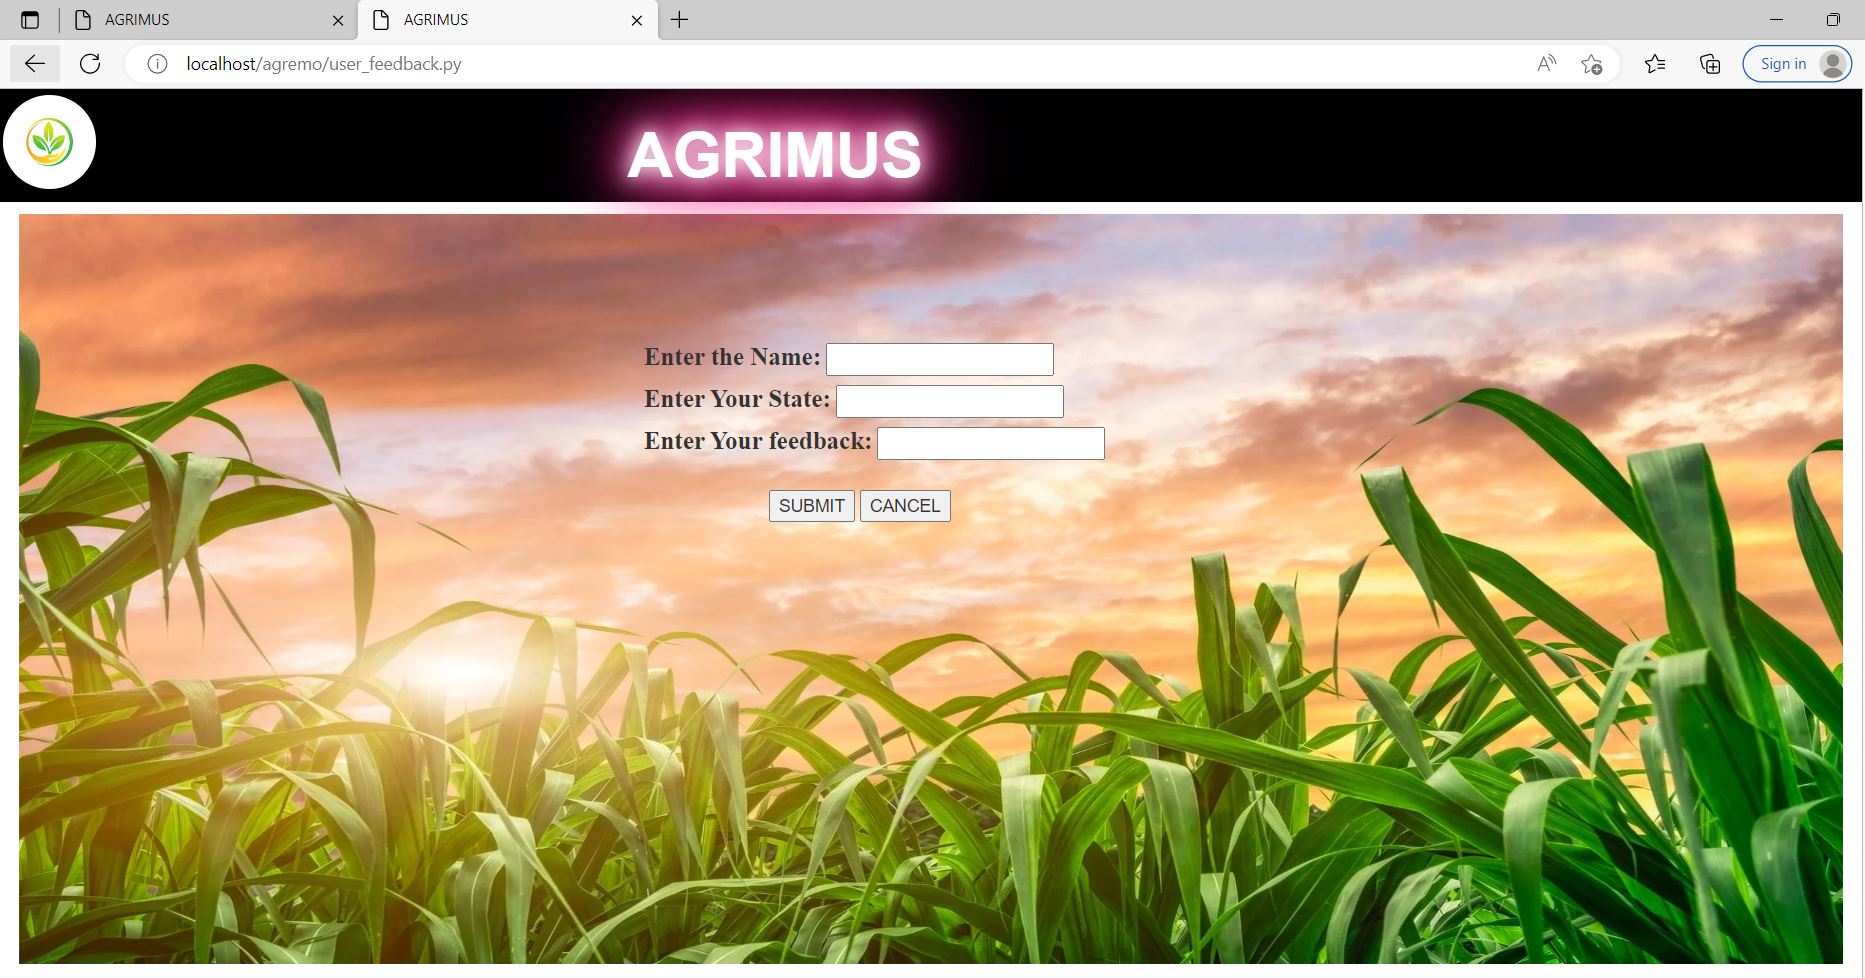 AGRIMUS
AGRIMUS
localhost/agremo/user_feedback.py
Sign in
AGRIMUS
Enter the Name:
Enter Your State:
Enter Your feedback:
SUBMIT CANCEL